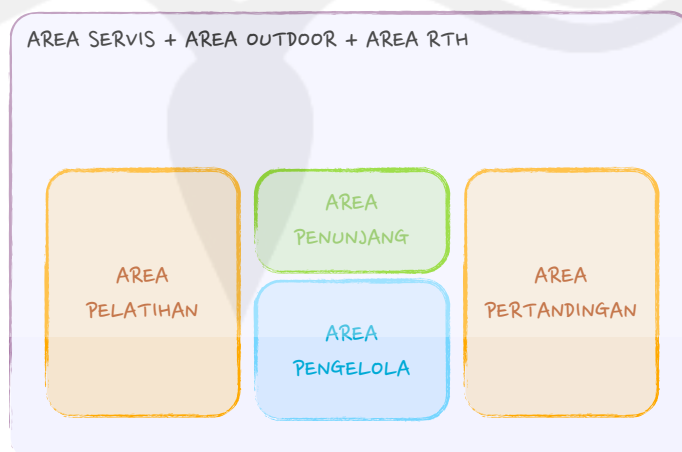 AREA SERVIS + AREA OUTDOOR + AREA RTH
AREA
PELATIHAN
AREA
PENUNJANG
AREA
PENGELOLA
AREA
PERTANDINGAN